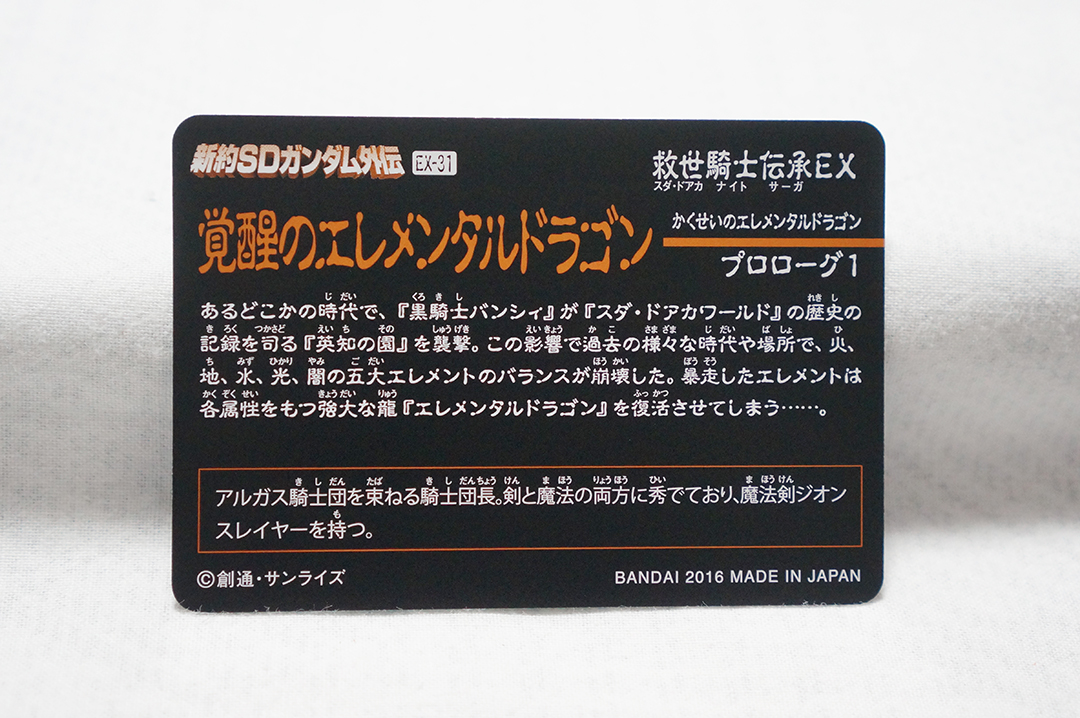 新約SDガンダム外伝 EX-31
救世騎士伝承EX
スダ・ドアカ ナイト サーガ
覚醒のエレメンタルドラゴン
かくせいのエレメンタルドラゴン
プロローグ1
あるどこかの時代で、『黒騎士バンシィ』が『スダ・ドアカワールド』の歴史の
記録を司る『英知の園』を襲撃。この影響で過去の様々な時代や場所で、火、
地、水、光、闇の五大エレメントのバランスが崩壊した。暴走したエレメントは
各属性をもつ強大な龍『エレメンタルドラゴン』を復活させてしまう……。
アルガス騎士団を束ねる騎士団長。剣と魔法の両方に秀でており、魔法剣ジオン
スレイヤーを持つ。
©創通・サンライズ
BANDAI 2016 MADE IN JAPAN